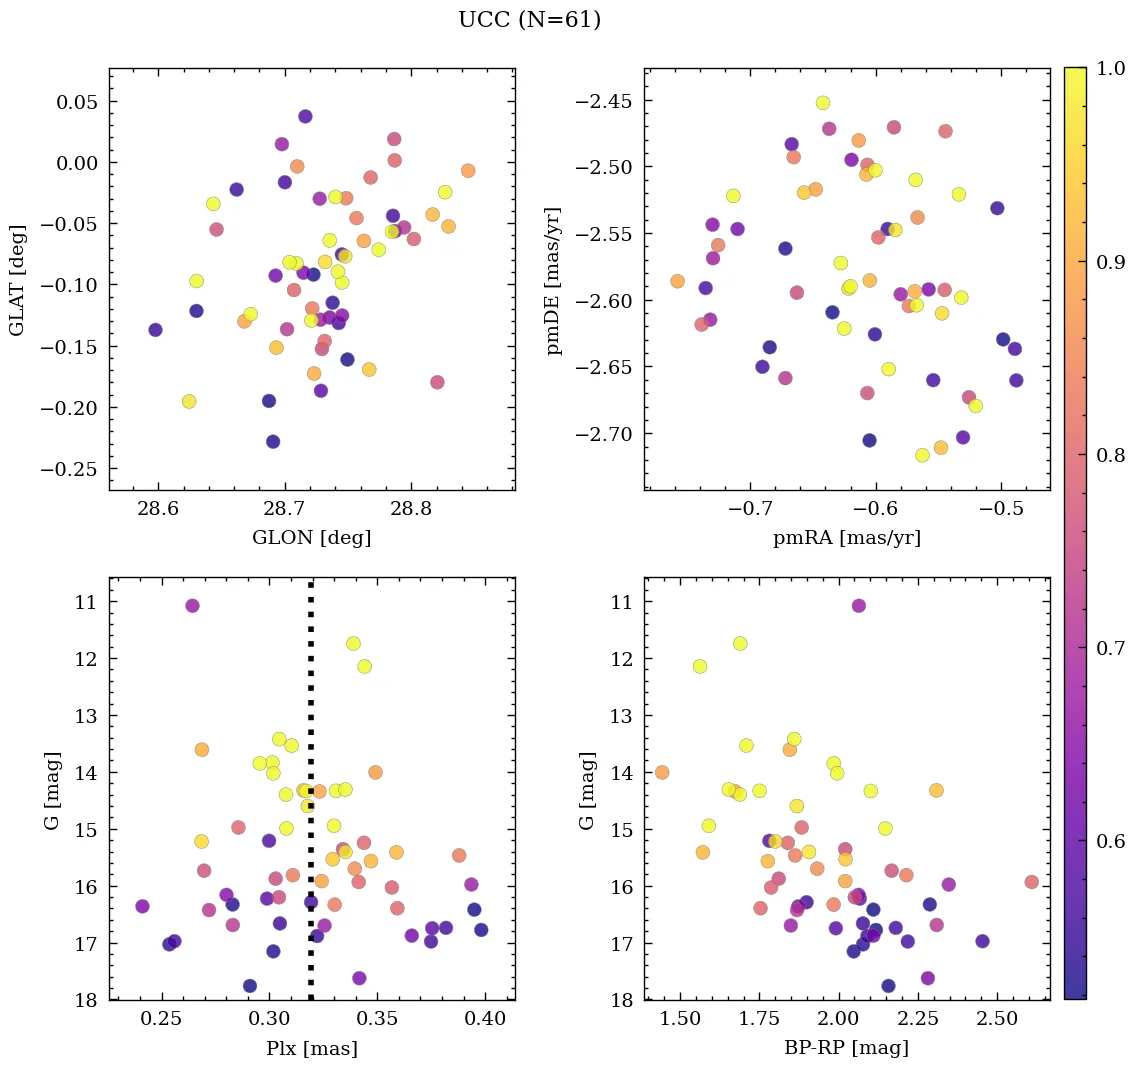 UCC (N=61)
0.05
0.00
−0.05
−0.10
−0.15
−0.20
−0.25
GLAT [deg]
28.6 28.7 28.8
GLON [deg]
−2.45
−2.50
−2.55
−2.60
−2.65
−2.70
pmDE [mas/yr]
−0.7 −0.6 −0.5
pmRA [mas/yr]
1.0
0.9
0.8
0.7
0.6
11
12
13
14
15
16
17
18
G [mag]
0.25 0.30 0.35 0.40
Plx [mas]
11
12
13
14
15
16
17
18
G [mag]
1.50 1.75 2.00 2.25 2.50
BP-RP [mag]